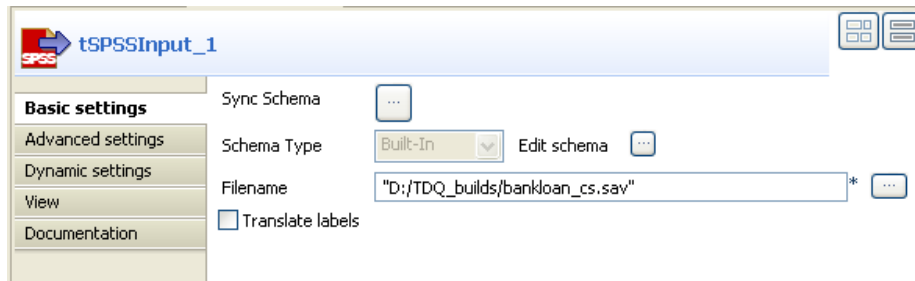 SPSS
tSPSSInput_1
Basic settings
Advanced settings
Dynamic settings
View
Documentation
Sync Schema ...
Schema Type Built-In Edit schema ...
Filename "D:/TDQ_builds/bankloan_cs.sav" * ...
Translate labels